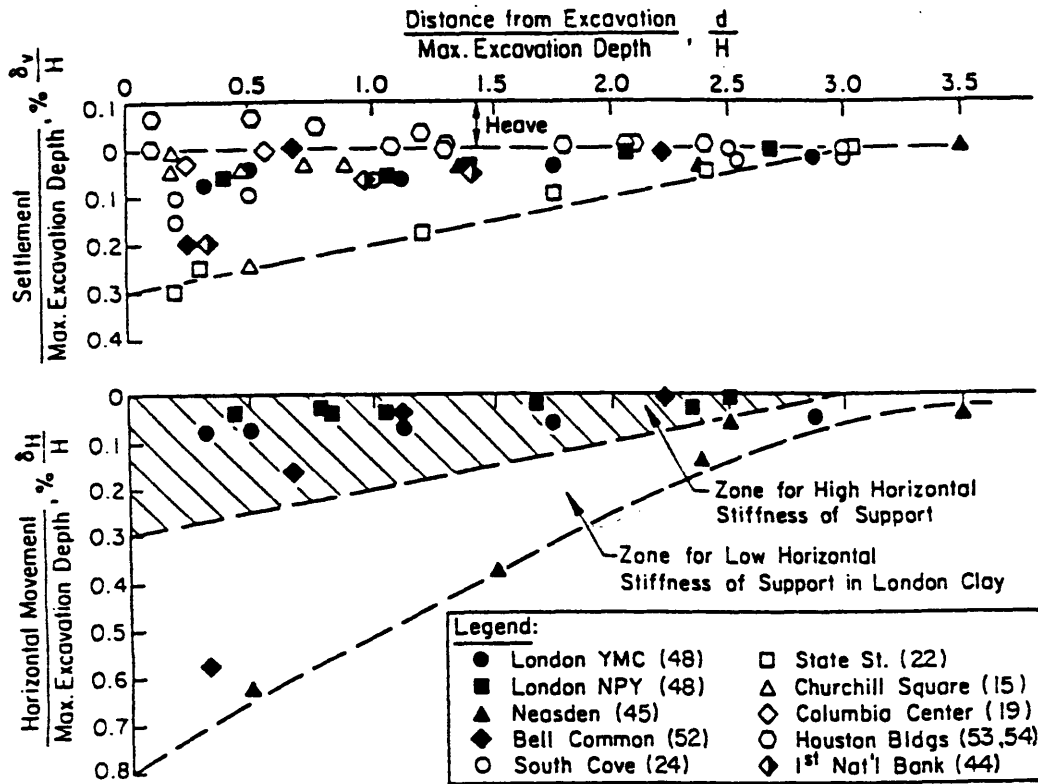 Distance from Excavation
Max. Excavation Depth , d
H
0 0.5 1.0 1.5 2.0 2.5 3.0 3.5
Settlement
Max. Excavation Depth , % δv
H
0.1
0
0.1
0.2
0.3
0.4
Heave
Horizontal Movement
Max. Excavation Depth , % δH
H
0
0.1
0.2
0.3
0.4
0.5
0.6
0.7
0.8
Zone for High Horizontal
Stiffness of Support
Zone for Low Horizontal
Stiffness of Support in London Clay
Legend:
London YMC (48)
London NPY (48)
Neasden (45)
Bell Common (52)
South Cove (24)
State St. (22)
Churchill Square (15)
Columbia Center (19)
Houston Bldgs (53,54)
1st Nat'l Bank (44)